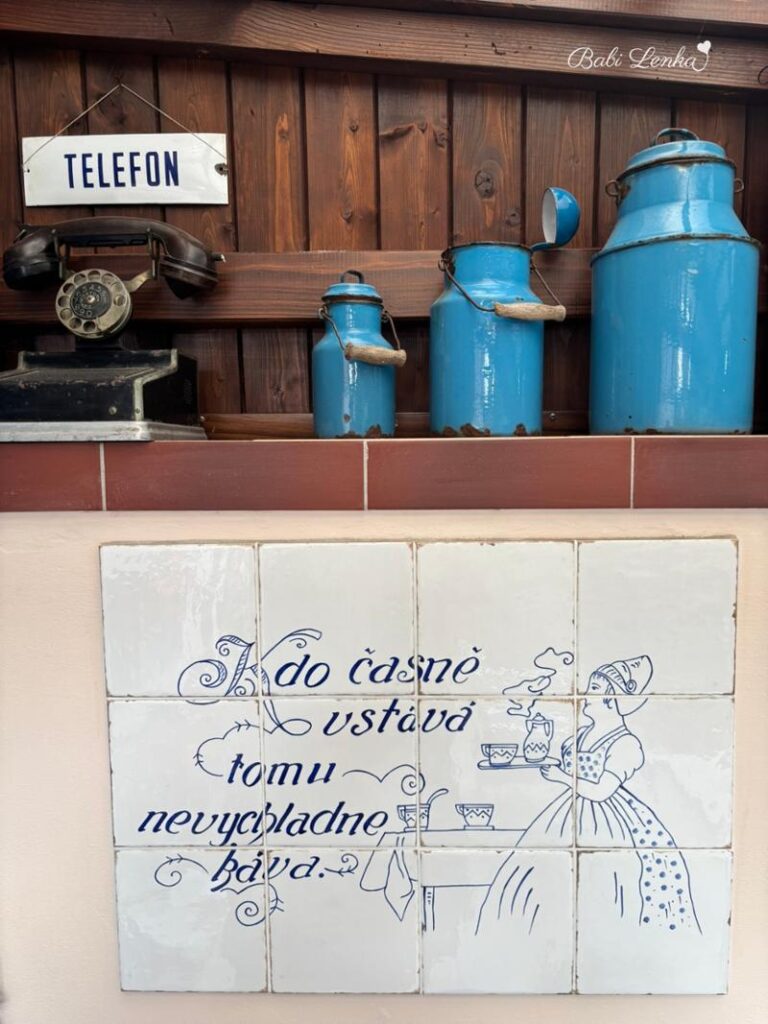 Babi Lenka
TELEFON
Kdo časně
vstává
tomu
nevychladne
káva.